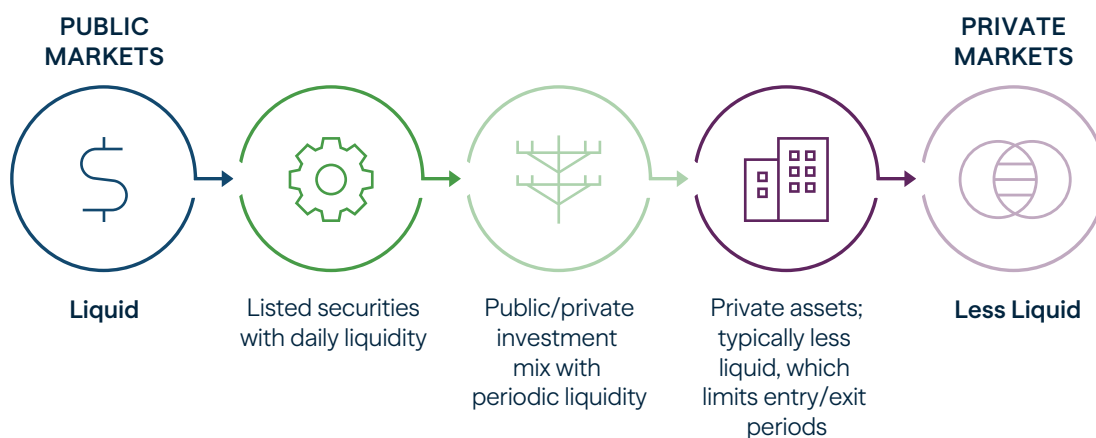 PUBLIC
MARKETS
PRIVATE
MARKETS
Liquid
Listed securities
with daily liquidity
Public/private
investment
mix with
periodic liquidity
Private assets;
typically less
liquid, which
limits entry/exit
periods
Less Liquid